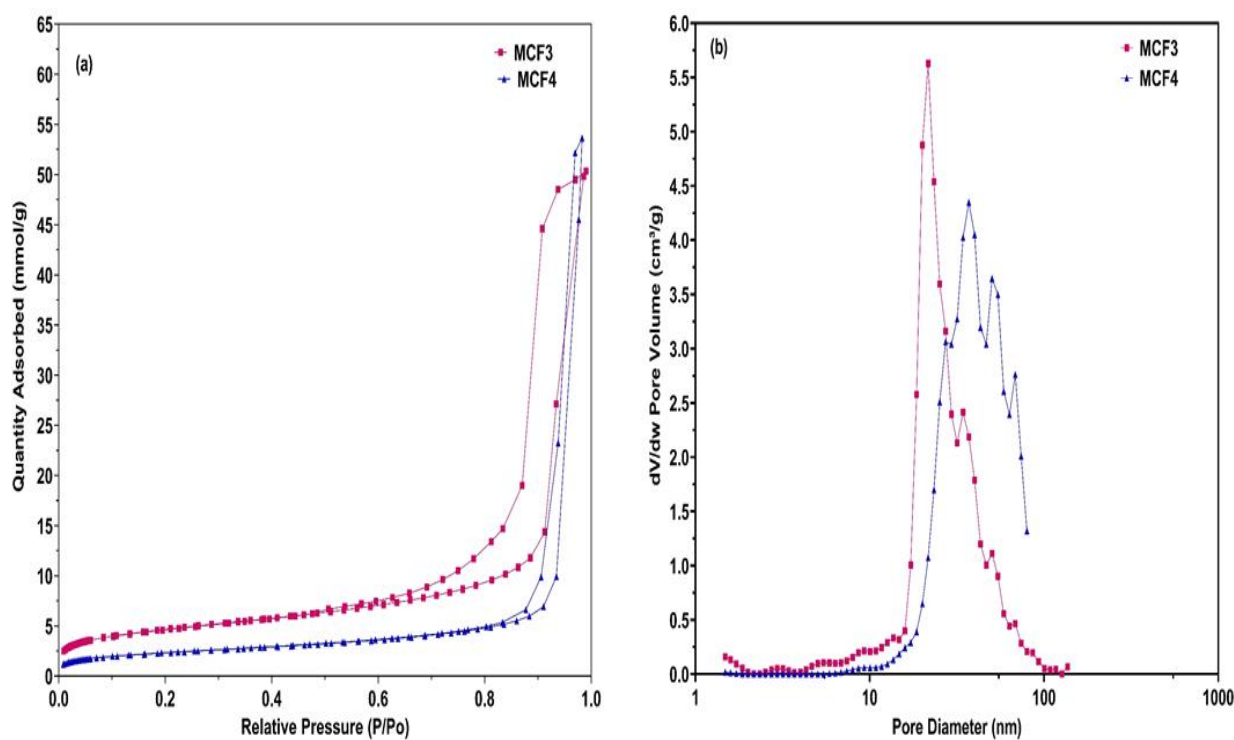 (a)
MCF3
MCF4
Quantity Adsorbed (mmol/g)
65
60
55
50
45
40
35
30
25
20
15
10
5
0
0.0 0.2 0.4 0.6 0.8 1.0
Relative Pressure (P/Po)
(b)
MCF3
MCF4
dV/dw Pore Volume (cm³/g)
6.0
5.5
5.0
4.5
4.0
3.5
3.0
2.5
2.0
1.5
1.0
0.5
0.0
1 10 100 1000
Pore Diameter (nm)